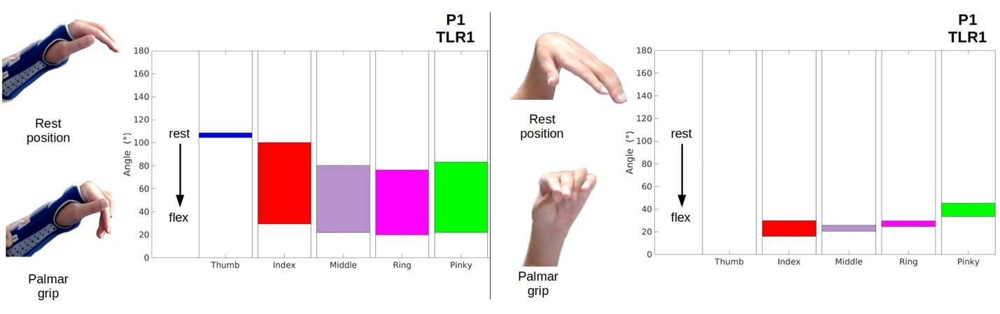 P1
TLR1
Rest
position
Palmar
grip
180
160
140
120
100
80
60
40
20
0
Angle (°)
rest
flex
Thumb Index Middle Ring Pinky
P1
TLR1
Rest
position
Palmar
grip
180
160
140
120
100
80
60
40
20
0
Angle (°)
rest
flex
Thumb Index Middle Ring Pinky